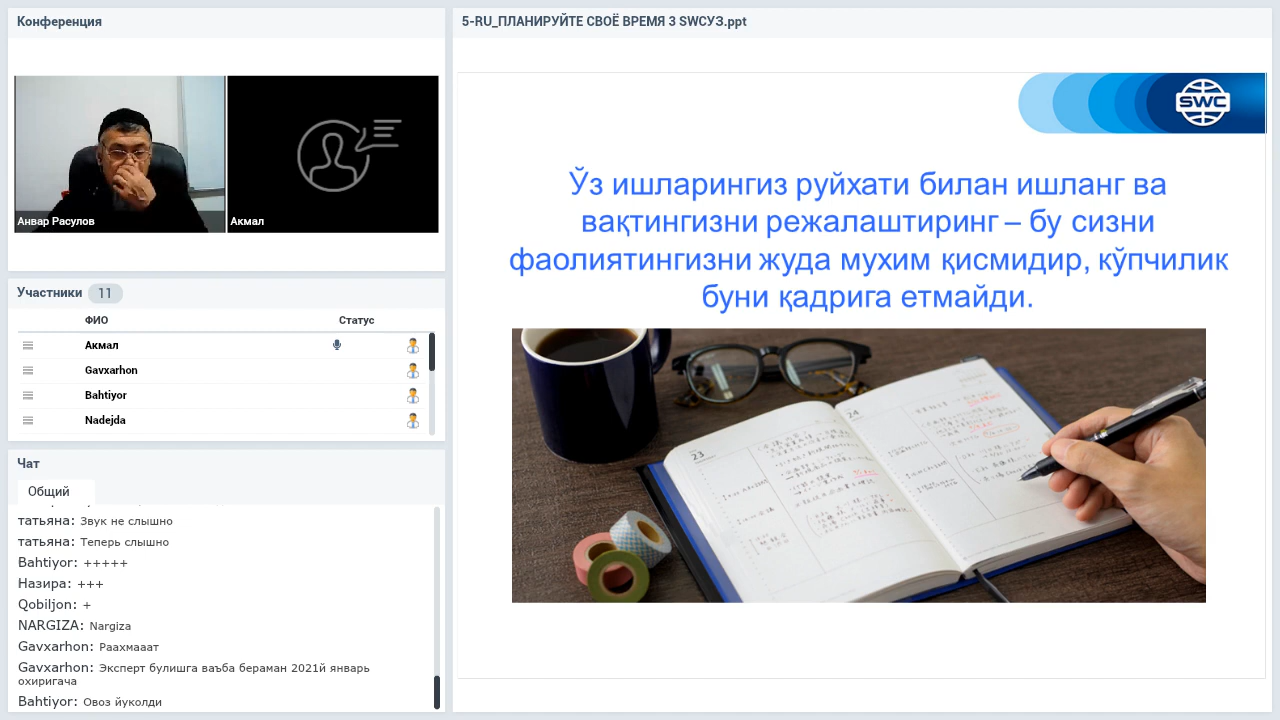 Конференция
Анвар Расулов
Акмал
Участники 11
ФИО Статус
Акмал
Gavxarhon
Bahtiyor
Nadejda
Чат
Общий
татьяна: Звук не слышно
татьяна: Теперь слышно
Bahtiyor: +++++
Назира: +++
Qobiljon: +
NARGIZA: Nargiza
Gavxarhon: Раахмааат
Gavxarhon: Эксперт булишга ваъба бераман 2021й январь
охиригача
Bahtiyor: Овоз йуколди
5-RU_ПЛАНИРУЙТЕ СВОЁ ВРЕМЯ 3 SWCУЗ.ppt
SWC
Ўз ишларингиз руйхати билан ишланг ва
вақтингизни режалаштиринг – бу сизни
фаолиятингизни жуда мухим қисмидир, кўпчилик
буни қадрига етмайди.
23
24